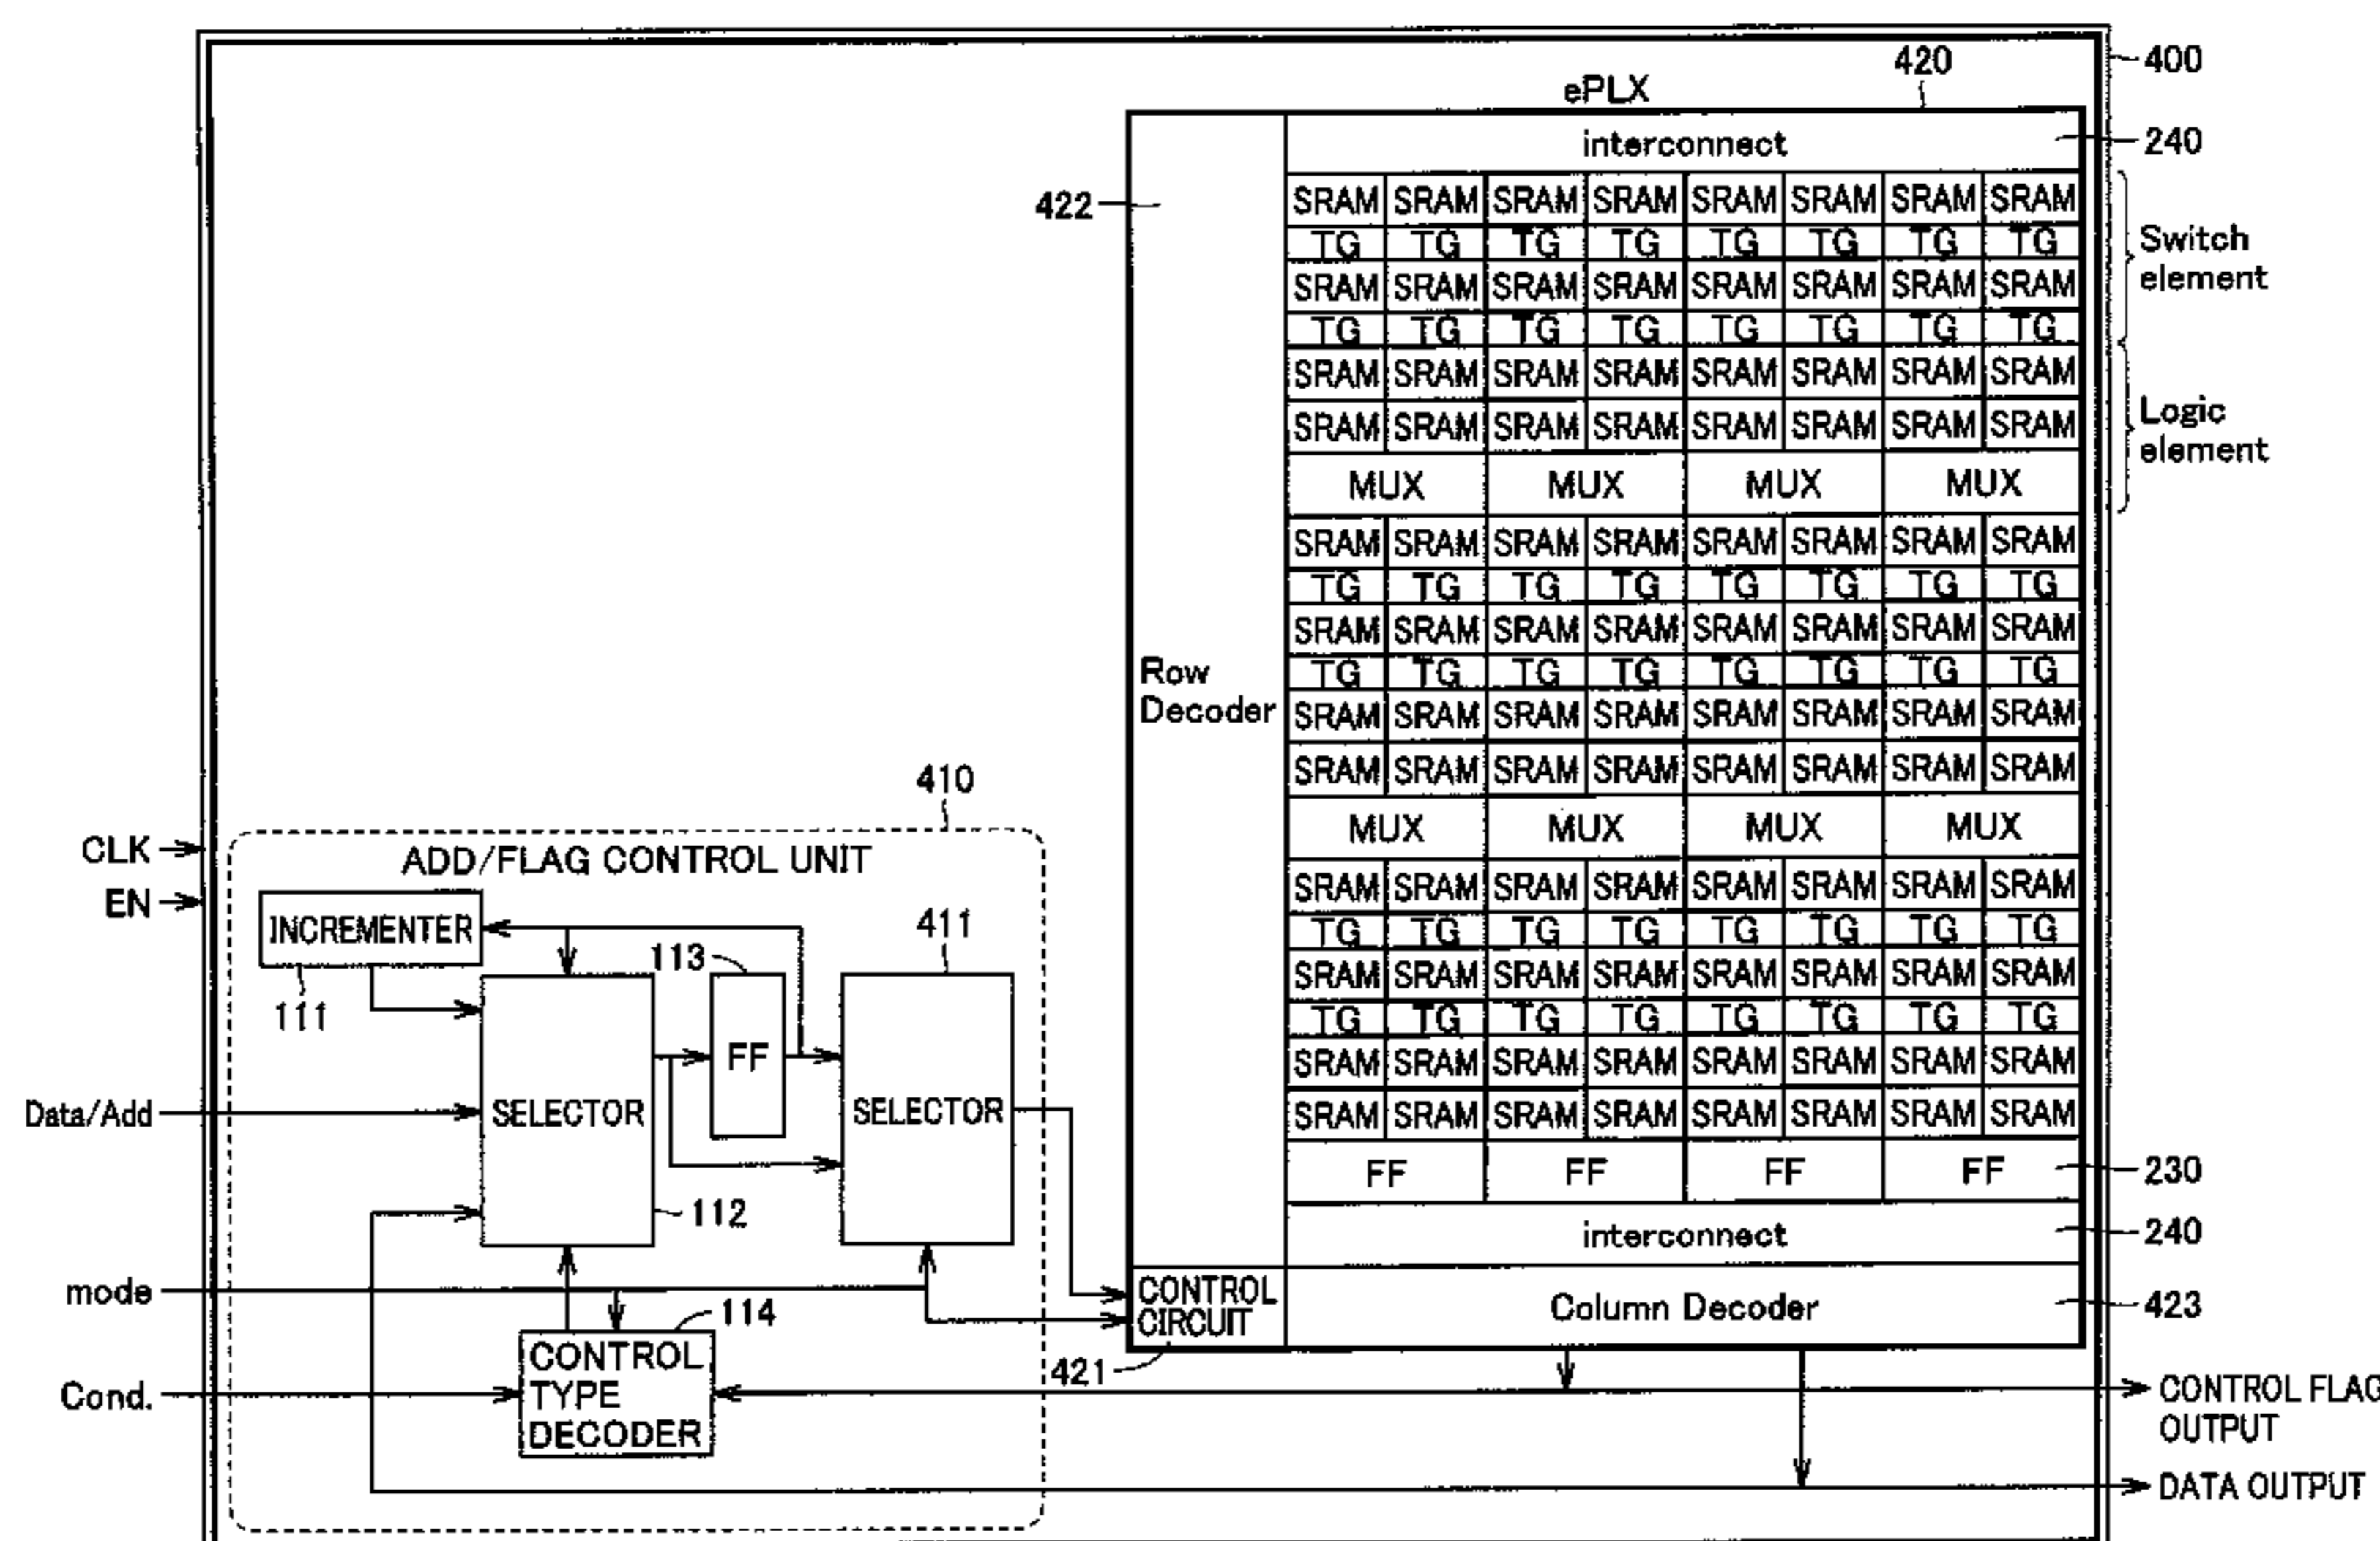 400
420
ePLX
interconnect
240
422
SRAM SRAM SRAM SRAM SRAM SRAM SRAM SRAM
TG TG TG TG TG TG TG TG
Switch
element
SRAM SRAM SRAM SRAM SRAM SRAM SRAM SRAM
TG TG TG TG TG TG TG TG
SRAM SRAM SRAM SRAM SRAM SRAM SRAM SRAM
Logic
element
SRAM SRAM SRAM SRAM SRAM SRAM SRAM SRAM
MUX MUX MUX MUX
SRAM SRAM SRAM SRAM SRAM SRAM SRAM SRAM
TG TG TG TG TG TG TG TG
SRAM SRAM SRAM SRAM SRAM SRAM SRAM SRAM
Row
Decoder
TG TG TG TG TG TG TG TG
SRAM SRAM SRAM SRAM SRAM SRAM SRAM SRAM
SRAM SRAM SRAM SRAM SRAM SRAM SRAM SRAM
MUX MUX MUX MUX
SRAM SRAM SRAM SRAM SRAM SRAM SRAM SRAM
TG TG TG TG TG TG TG TG
SRAM SRAM SRAM SRAM SRAM SRAM SRAM SRAM
TG TG TG TG TG TG TG TG
SRAM SRAM SRAM SRAM SRAM SRAM SRAM SRAM
SRAM SRAM SRAM SRAM SRAM SRAM SRAM SRAM
FF FF FF FF
230
interconnect
240
CONTROL
CIRCUIT
421
Column Decoder
423
410
CLK
EN
ADD/FLAG CONTROL UNIT
INCREMENTER
111
113
411
FF
Data/Add
SELECTOR
SELECTOR
112
mode
114
Cond.
CONTROL
TYPE
DECODER
CONTROL FLAG
OUTPUT
DATA OUTPUT